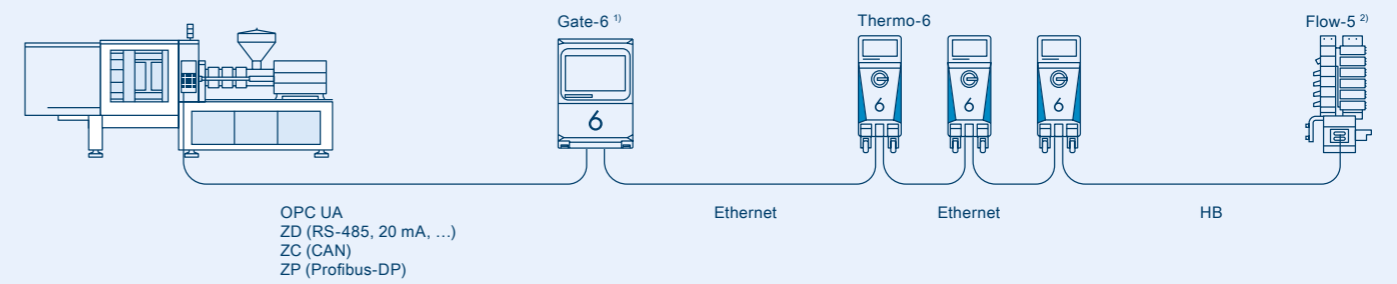 Gate-6 ¹⁾
Thermo-6
Flow-5 ²⁾
6
6
6
6
OPC UA
ZD (RS-485, 20 mA, …)
ZC (CAN)
ZP (Profibus-DP)
Ethernet
Ethernet
HB